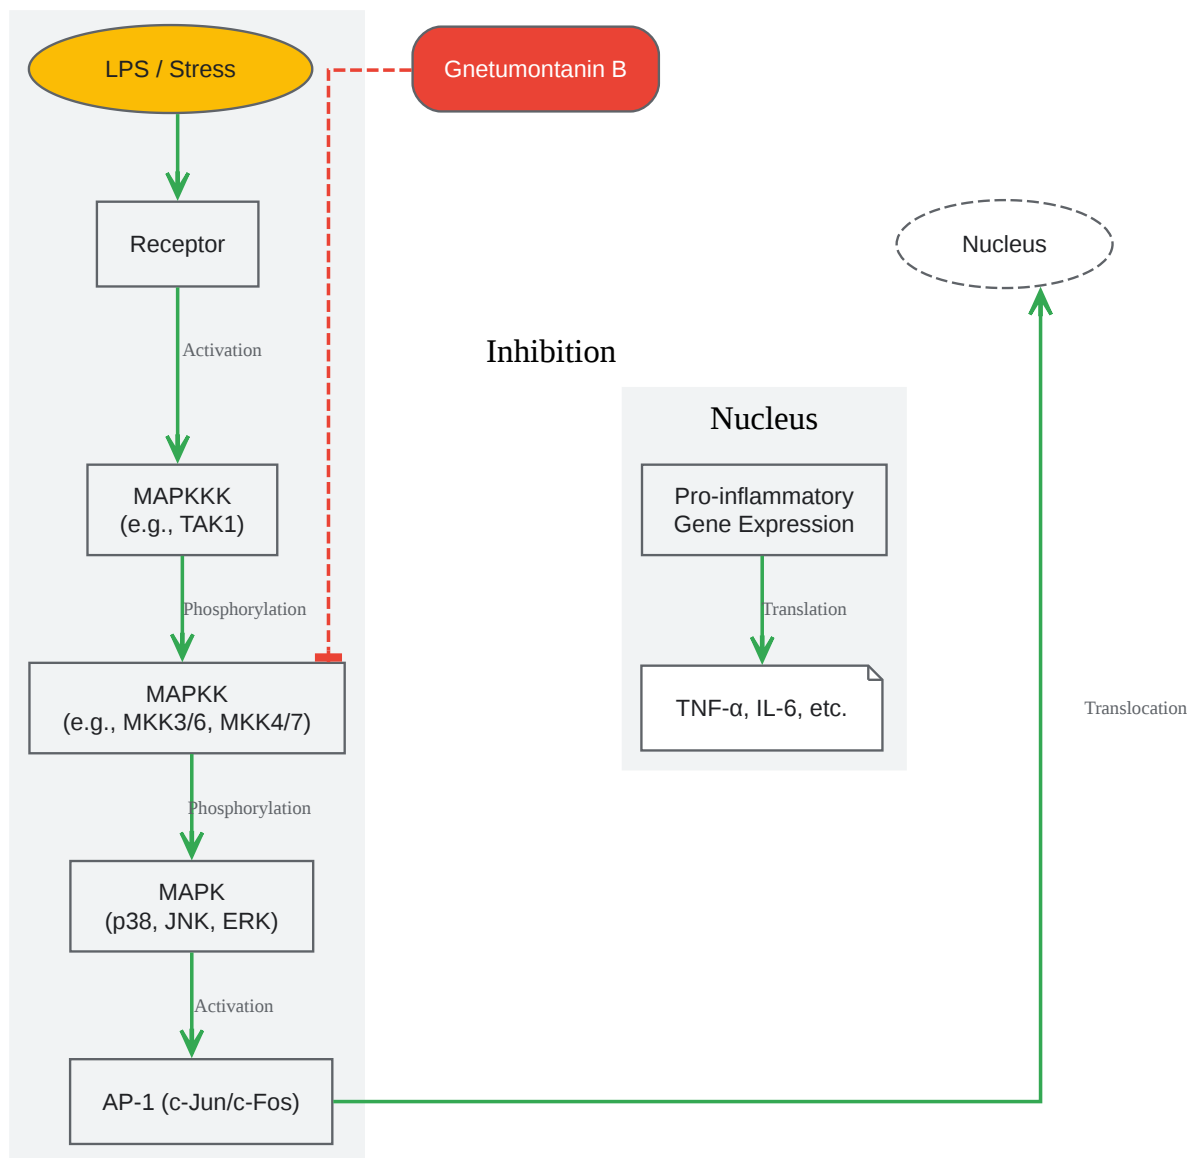 LPS / Stress
Gnetumontanin B
Receptor
Nucleus
Activation
Inhibition
Nucleus
MAPKKK
(e.g., TAK1)
Pro-inflammatory
Gene Expression
Phosphorylation
Translation
MAPKK
(e.g., MKK3/6, MKK4/7)
TNF-α, IL-6, etc.
Translocation
Phosphorylation
MAPK
(p38, JNK, ERK)
Activation
AP-1 (c-Jun/c-Fos)